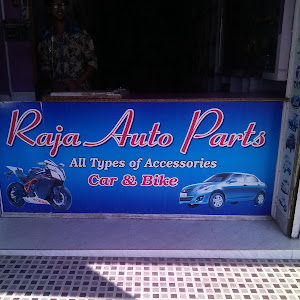 Raja Auto Parts
All Types of Accessories
Car & Bike